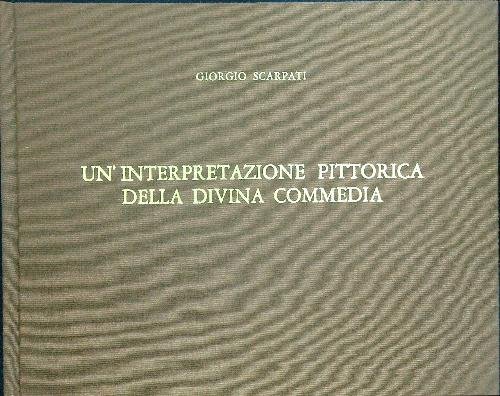 GIORGIO SCARPATI
UN' INTERPRETAZIONE PITTORICA
DELLA DIVINA COMMEDIA